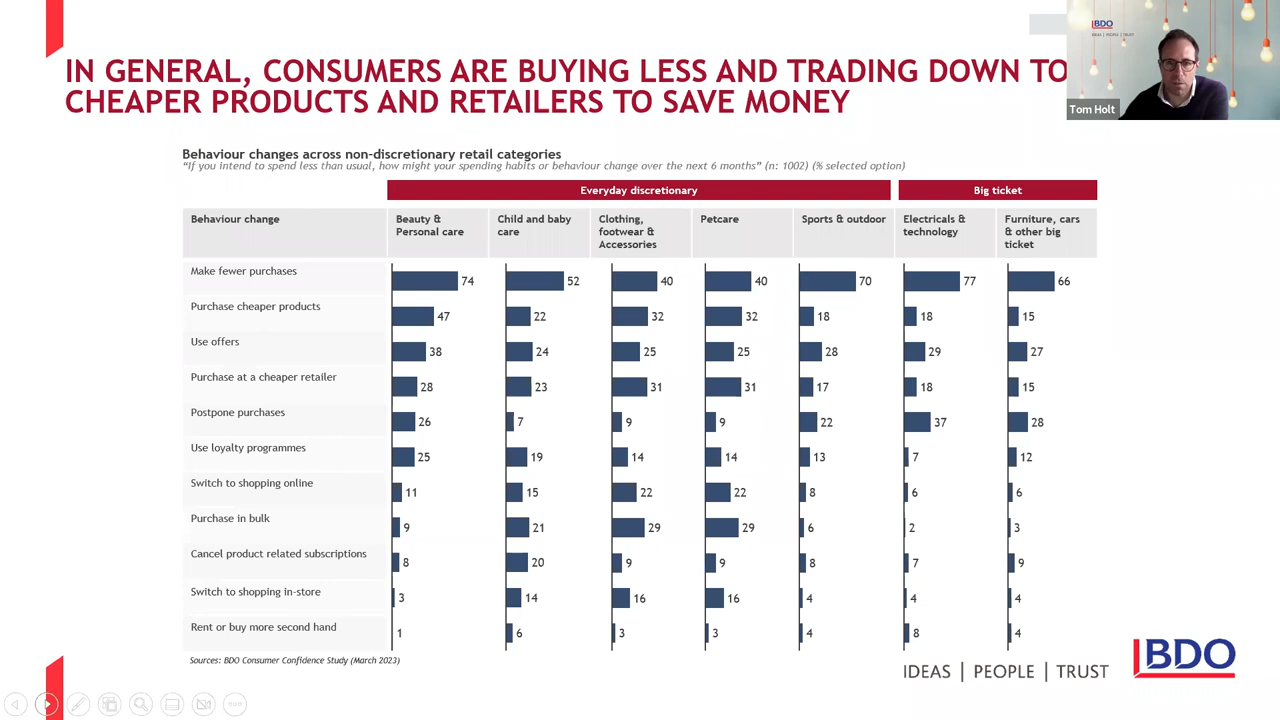 IN GENERAL, CONSUMERS ARE BUYING LESS AND TRADING DOWN TO
CHEAPER PRODUCTS AND RETAILERS TO SAVE MONEY
BDO
IDEAS | PEOPLE | TRUST
Tom Holt
Behaviour changes across non-discretionary retail categories
“If you intend to spend less than usual, how might your spending habits or behaviour change over the next 6 months” (n: 1002) (% selected option)
Everyday discretionary
Big ticket
Behaviour change
Beauty &
Personal care
Child and baby
care
Clothing,
footwear &
Accessories
Petcare
Sports & outdoor
Electricals &
technology
Furniture, cars
& other big
ticket
Make fewer purchases 74 52 40 40 70 77 66
Purchase cheaper products 47 22 32 32 18 18 15
Use offers 38 24 25 25 28 29 27
Purchase at a cheaper retailer 28 23 31 31 17 18 15
Postpone purchases 26 7 9 9 22 37 28
Use loyalty programmes 25 19 14 14 13 7 12
Switch to shopping online 11 15 22 22 8 6 6
Purchase in bulk 9 21 29 29 6 2 3
Cancel product related subscriptions 8 20 9 9 8 7 9
Switch to shopping in-store 3 14 16 16 4 4 4
Rent or buy more second hand 1 6 3 3 4 8 4
Sources: BDO Consumer Confidence Study (March 2023)
IDEAS | PEOPLE | TRUST
BDO